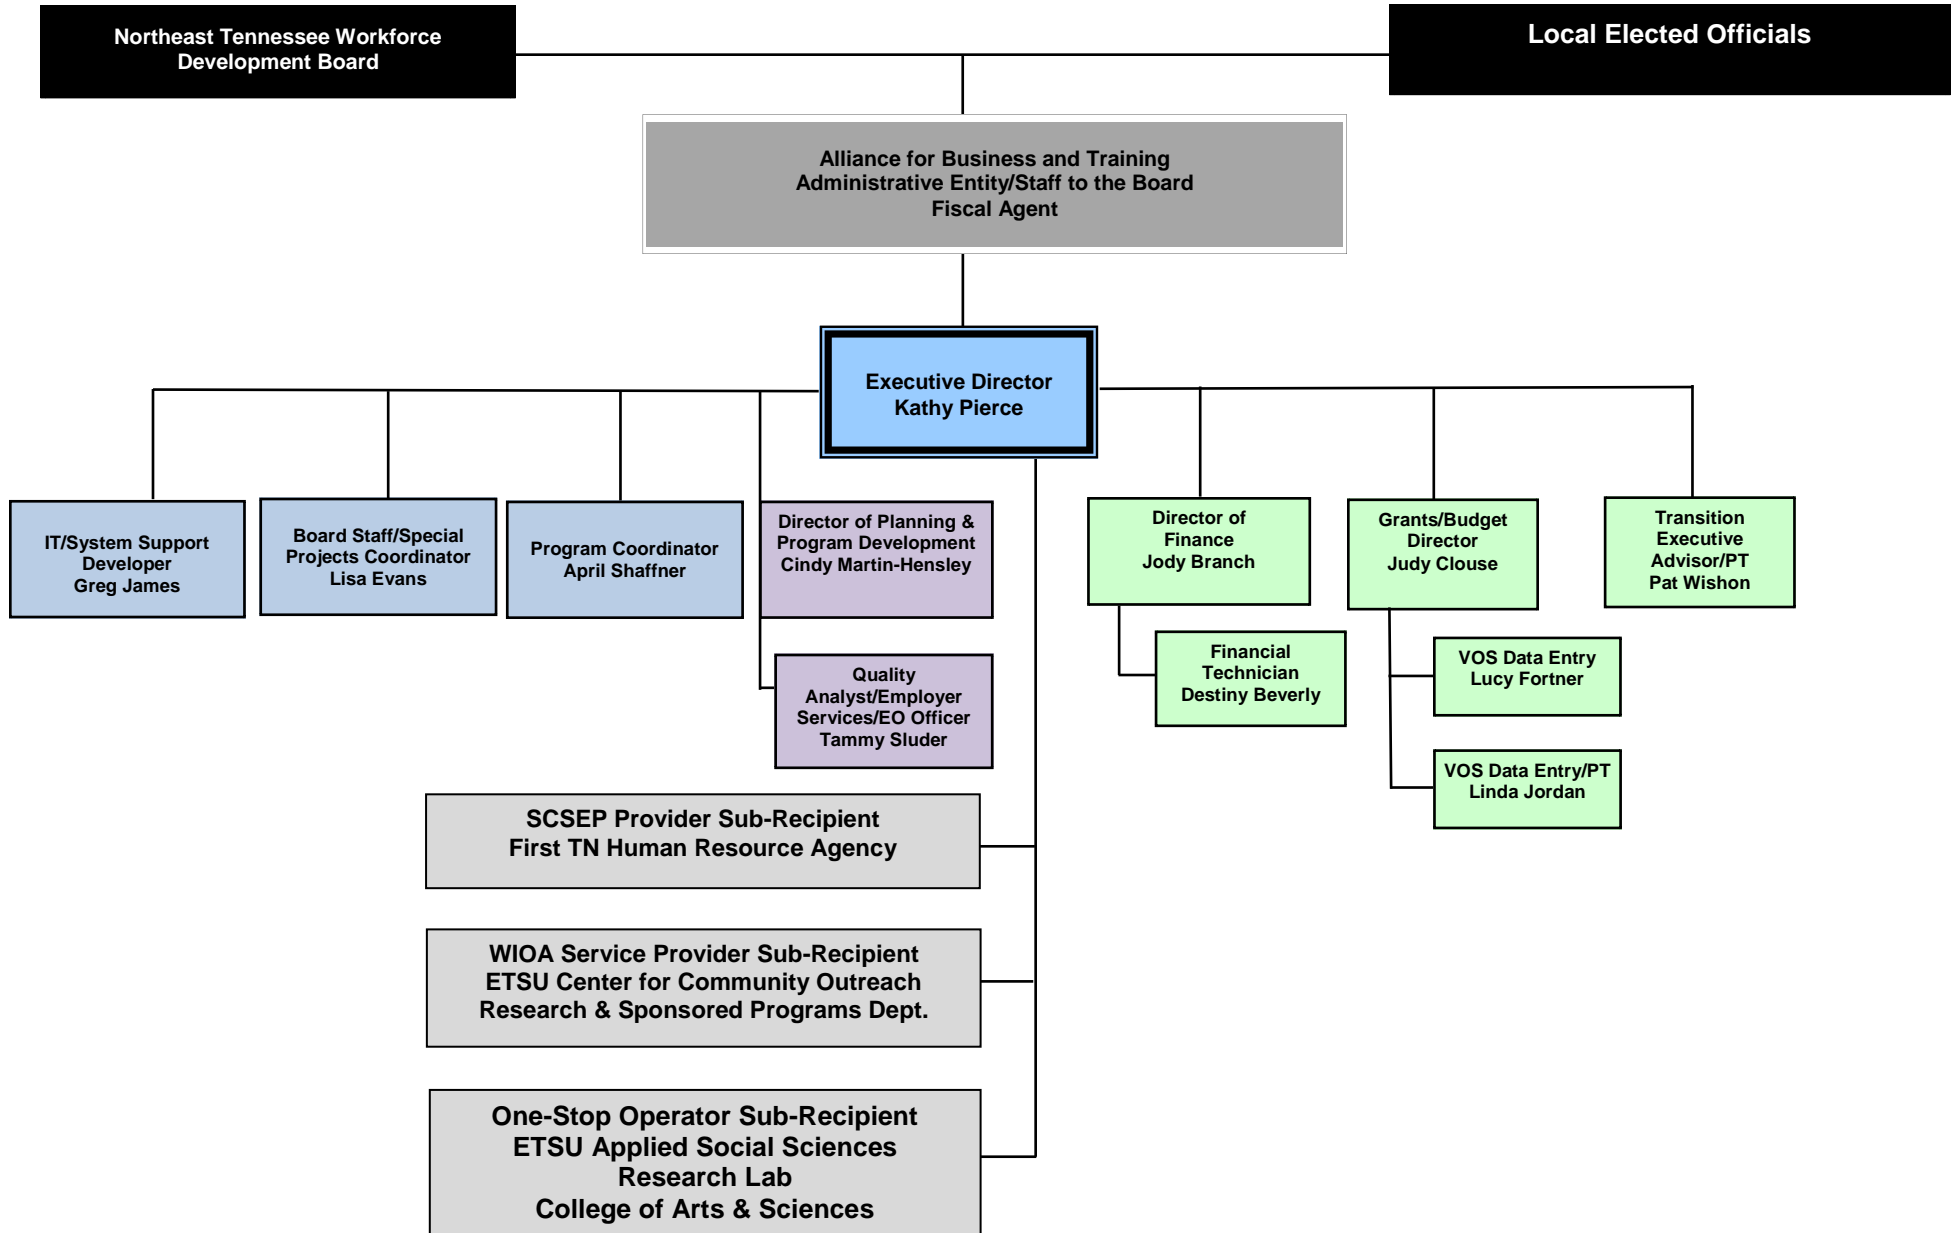 Northeast Tennessee Workforce
Development Board
Local Elected Officials
Alliance for Business and Training
Administrative Entity/Staff to the Board
Fiscal Agent
Executive Director
Kathy Pierce
IT/System Support
Developer
Greg James
Board Staff/Special
Projects Coordinator
Lisa Evans
Program Coordinator
April Shaffner
Director of Planning &
Program Development
Cindy Martin-Hensley
Director of
Finance
Jody Branch
Grants/Budget
Director
Judy Clouse
Transition
Executive
Advisor/PT
Pat Wishon
Quality
Analyst/Employer
Services/EO Officer
Tammy Sluder
Financial
Technician
Destiny Beverly
VOS Data Entry
Lucy Fortner
VOS Data Entry/PT
Linda Jordan
SCSEP Provider Sub-Recipient
First TN Human Resource Agency
WIOA Service Provider Sub-Recipient
ETSU Center for Community Outreach
Research & Sponsored Programs Dept.
One-Stop Operator Sub-Recipient
ETSU Applied Social Sciences
Research Lab
College of Arts & Sciences